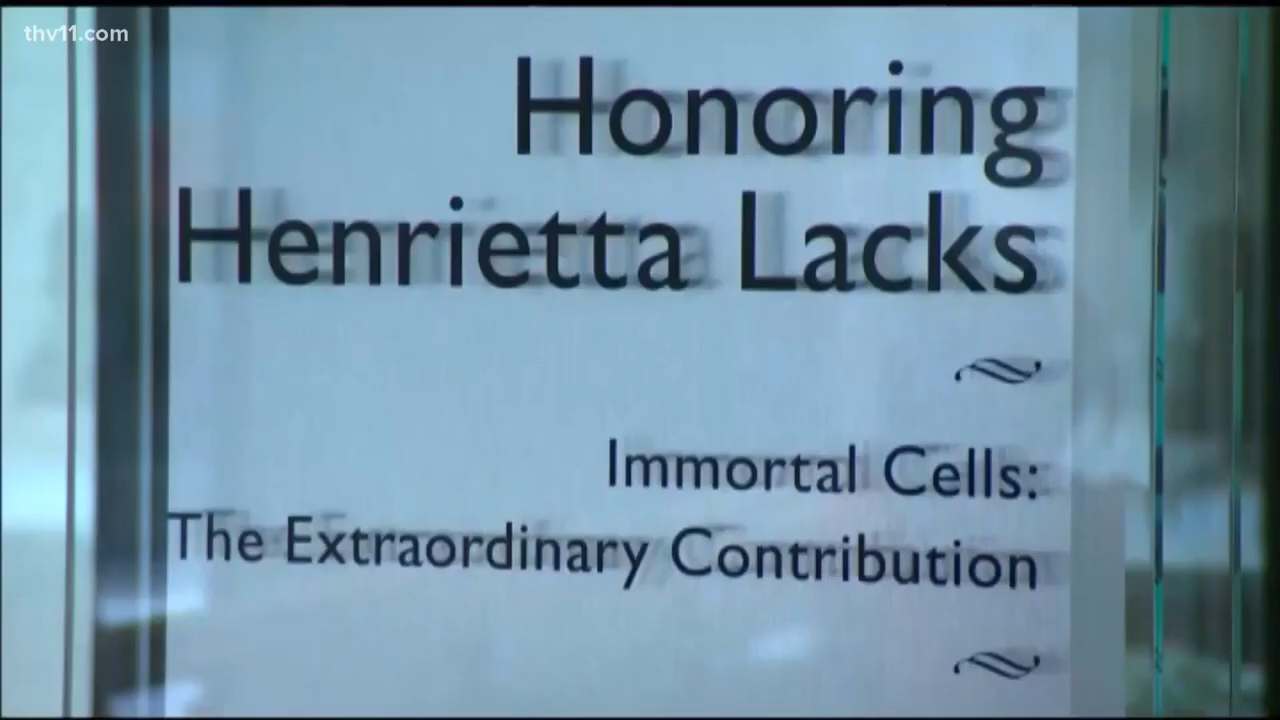 thv11.com
Honoring
Henrietta Lacks
~
Immortal Cells:
The Extraordinary Contribution
~